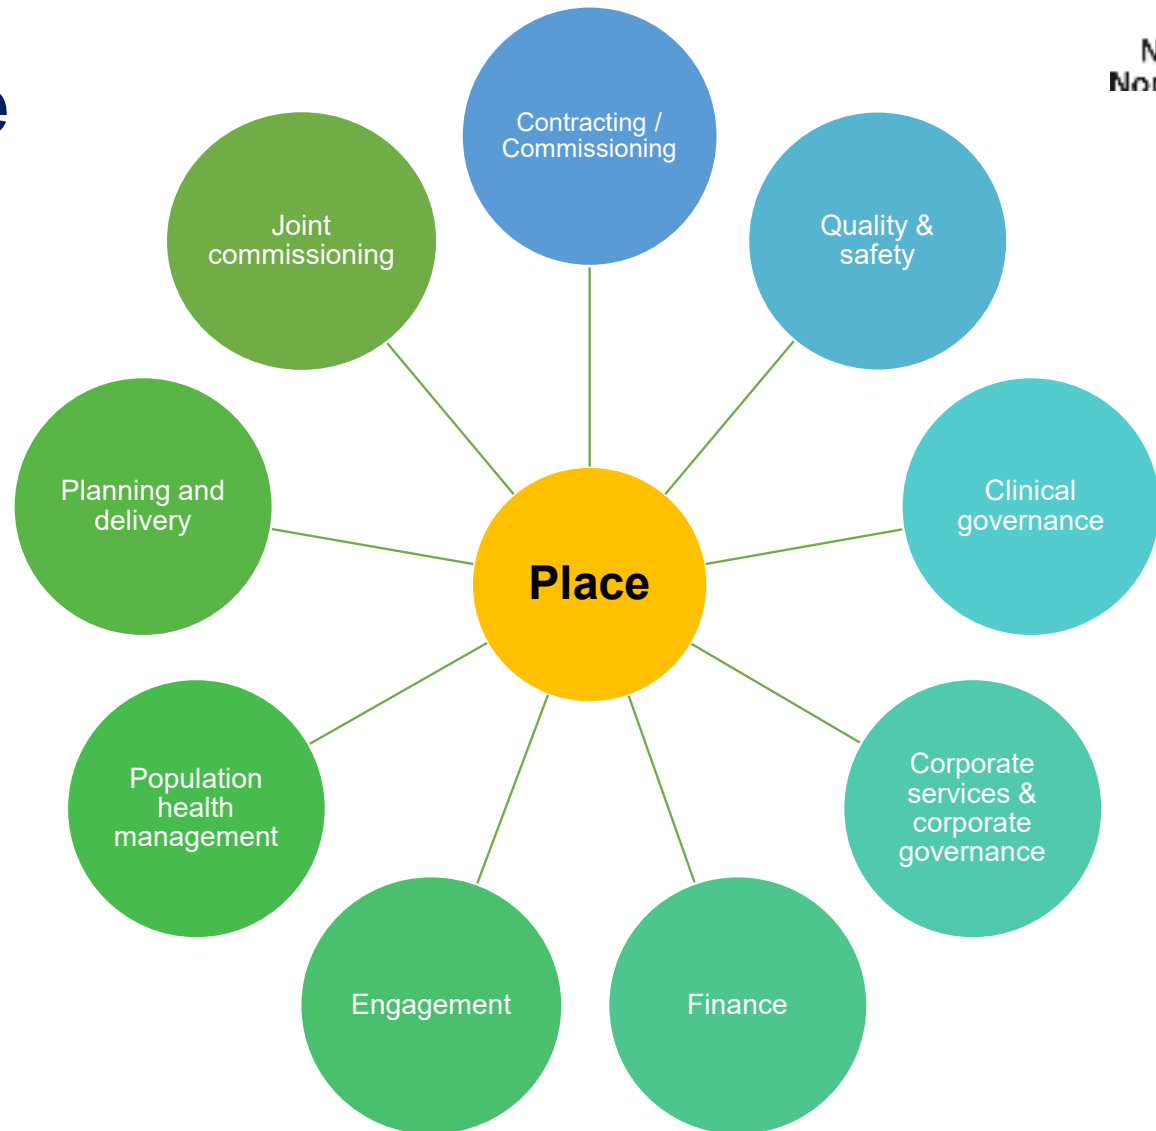 Contracting /
Commissioning
Quality &
safety
Clinical
governance
Corporate
services &
corporate
governance
Finance
Engagement
Population
health
management
Planning and
delivery
Joint
commissioning
Place